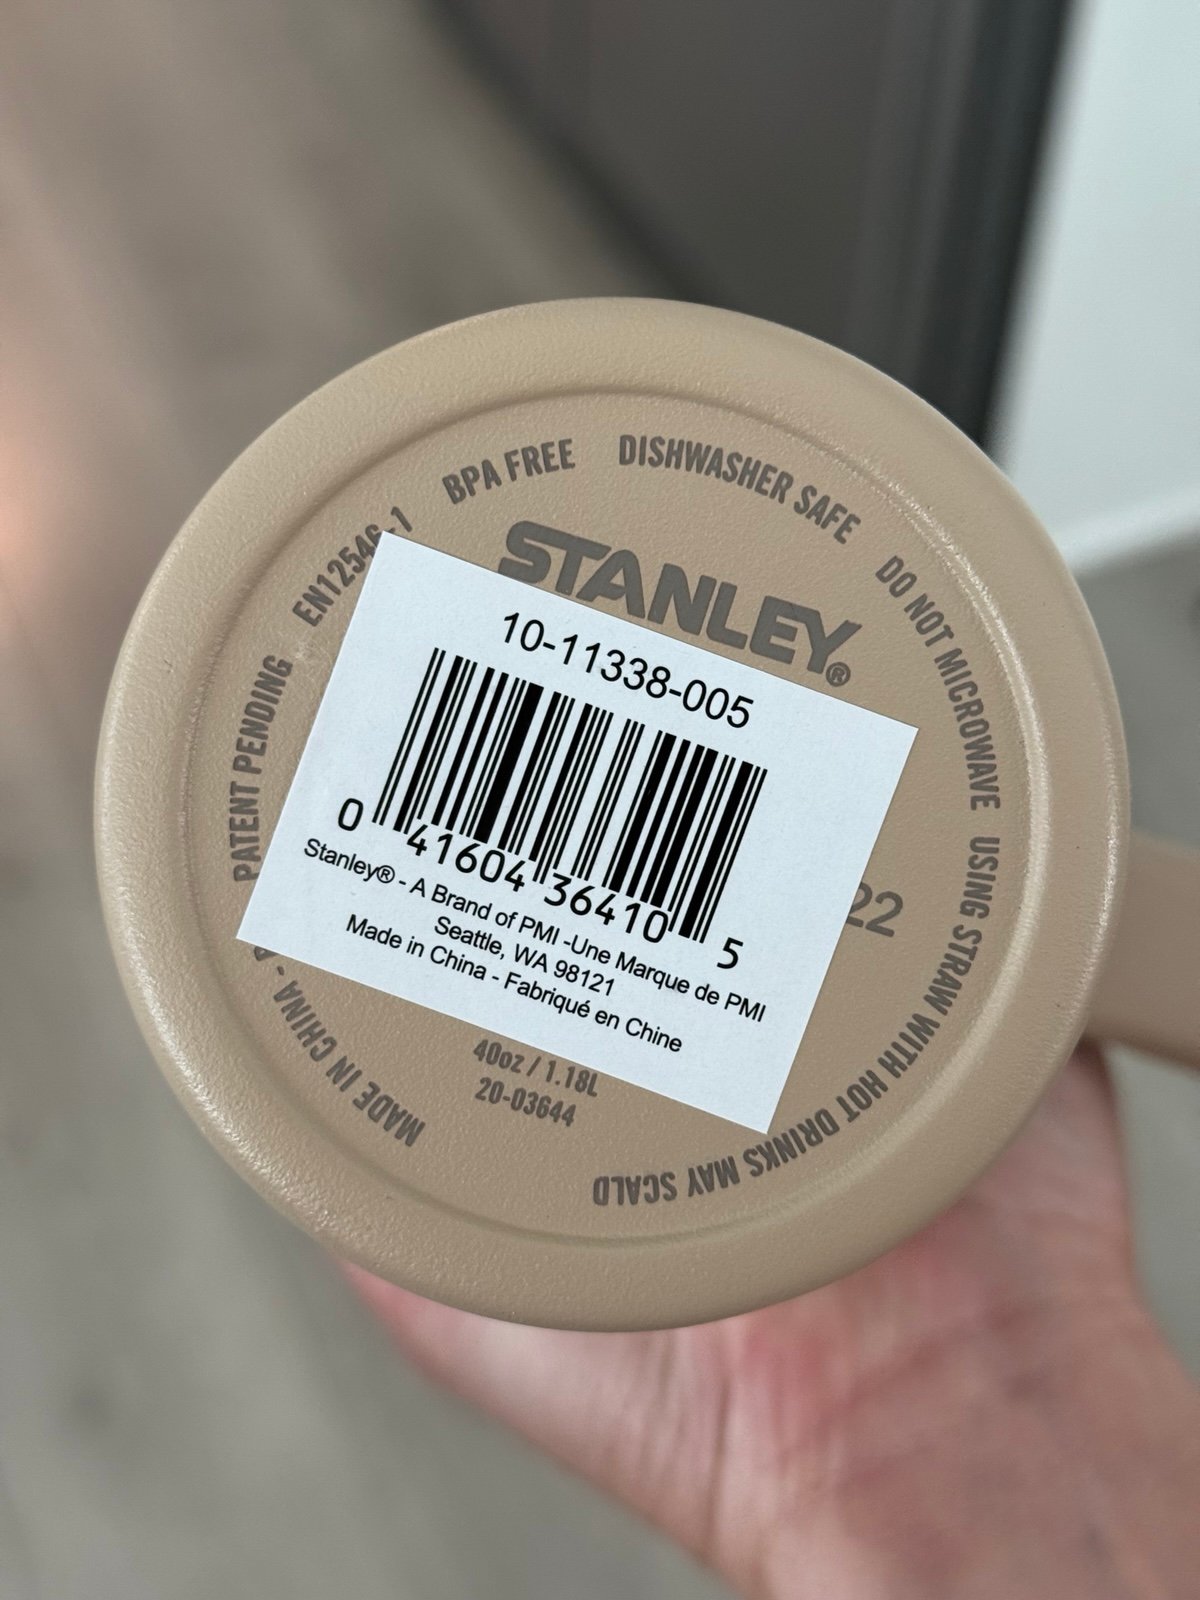 BPA FREE
DISHWASHER SAFE
DO NOT MICROWAVE
USING STRAW WITH HOT DRINKS MAY SCALD
MADE IN CHINA -
PATENT PENDING
EN12546-1
STANLEY®
10-11338-005
0 41604 36410 5
Stanley® - A Brand of PMI -Une Marque de PMI
Seattle, WA 98121
Made in China - Fabriqué en Chine
22
40oz / 1.18L
20-03644